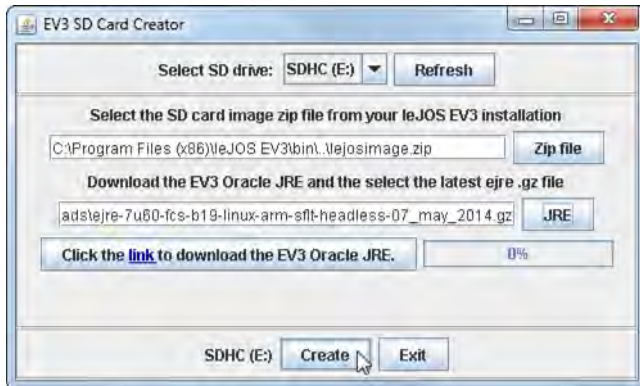 EV3 SD Card Creator
Select SD drive: SDHC (E:) Refresh
Select the SD card image zip file from your leJOS EV3 installation
C:\Program Files (x86)\leJOS EV3\bin\..\lejosimage.zip Zip file
Download the EV3 Oracle JRE and the select the latest ejre .gz file
ads\ejre-7u60-fcs-b19-linux-arm-sflt-headless-07_may_2014.gz JRE
Click the link to download the EV3 Oracle JRE. 0%
SDHC (E:) Create Exit